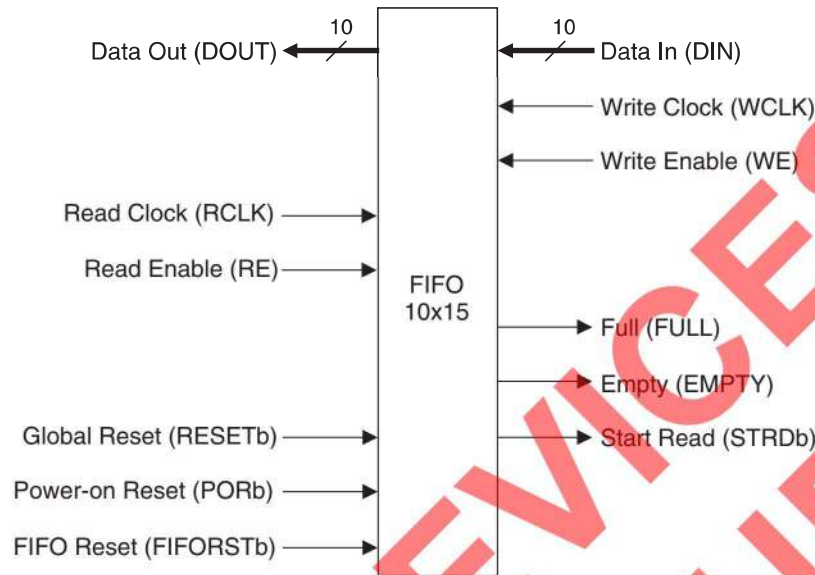 10
10
Data Out (DOUT)
Data In (DIN)
Write Clock (WCLK)
Write Enable (WE)
Read Clock (RCLK)
Read Enable (RE)
FIFO
10x15
Full (FULL)
Empty (EMPTY)
Global Reset (RESETb)
Start Read (STRDb)
Power-on Reset (PORb)
FIFO Reset (FIFORSTb)